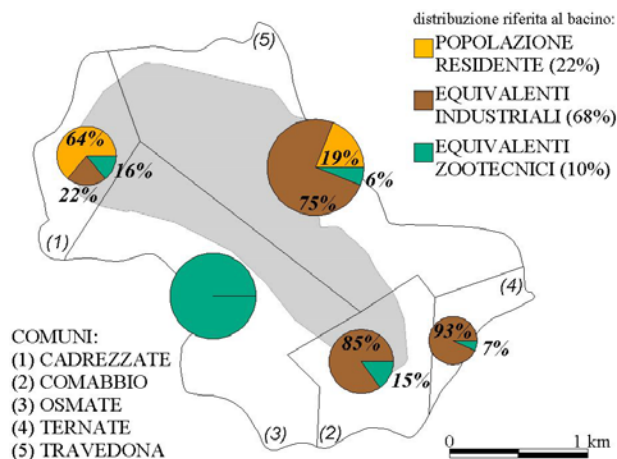 distribuzione riferita al bacino:
POPOLAZIONE
RESIDENTE (22%)
EQUIVALENTI
INDUSTRIALI (68%)
EQUIVALENTI
ZOOTECNICI (10%)
(5)
64%
16%
22%
(1)
19%
6%
75%
(4)
93%
7%
85%
15%
(3)
(2)
COMUNI:
(1) CADREZZATE
(2) COMABBIO
(3) OSMATE
(4) TERNATE
(5) TRAVEDONA
0
1 km